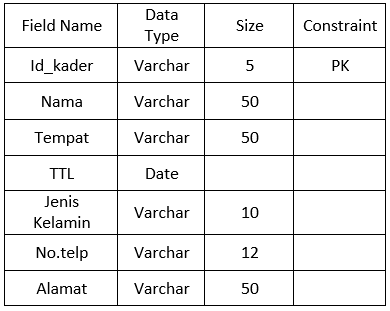 Field Name Data Type Size Constraint
Id_kader Varchar 5 PK
Nama Varchar 50
Tempat Varchar 50
TTL Date
Jenis Kelamin Varchar 10
No.telp Varchar 12
Alamat Varchar 50